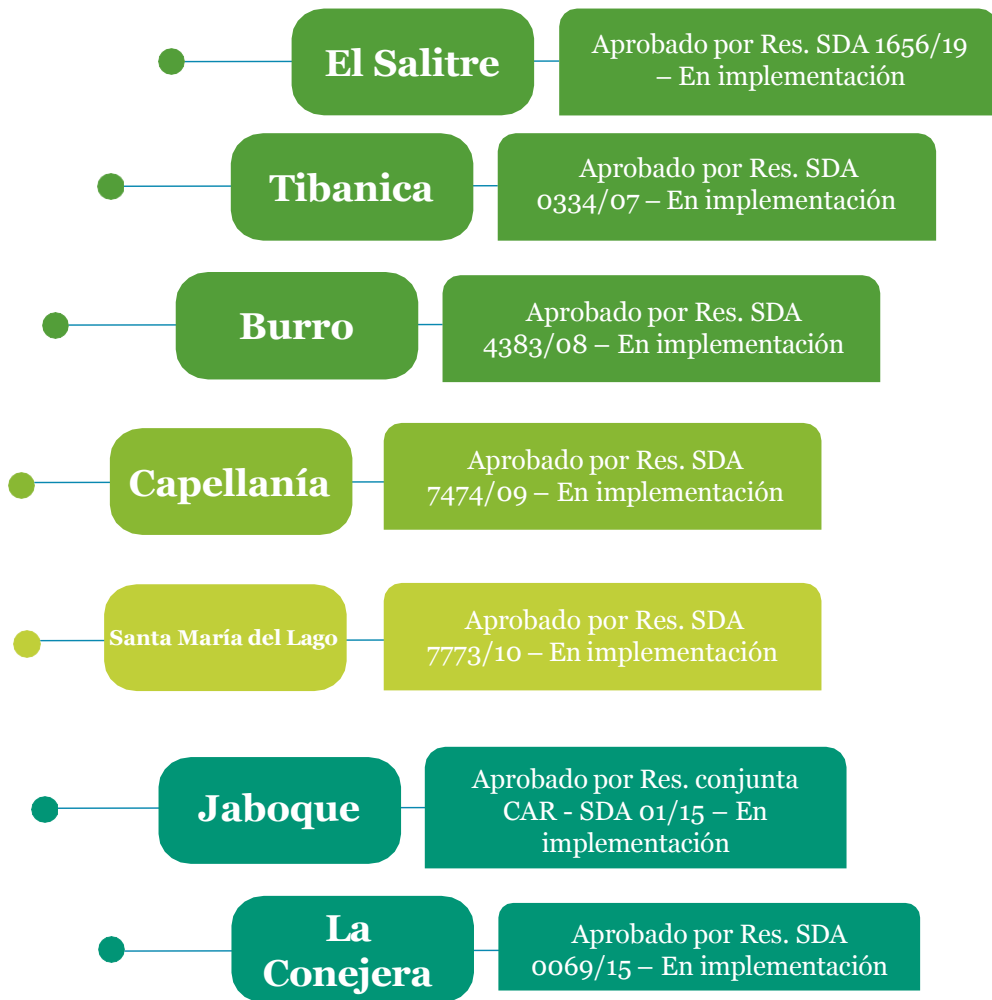 El Salitre
Aprobado por Res. SDA 1656/19
– En implementación
Tibanica
Aprobado por Res. SDA
0334/07 – En implementación
Burro
Aprobado por Res. SDA
4383/08 – En implementación
Capellanía
Aprobado por Res. SDA
7474/09 – En implementación
Santa María del Lago
Aprobado por Res. SDA
7773/10 – En implementación
Jaboque
Aprobado por Res. conjunta
CAR - SDA 01/15 – En
implementación
La
Conejera
Aprobado por Res. SDA
0069/15 – En implementación